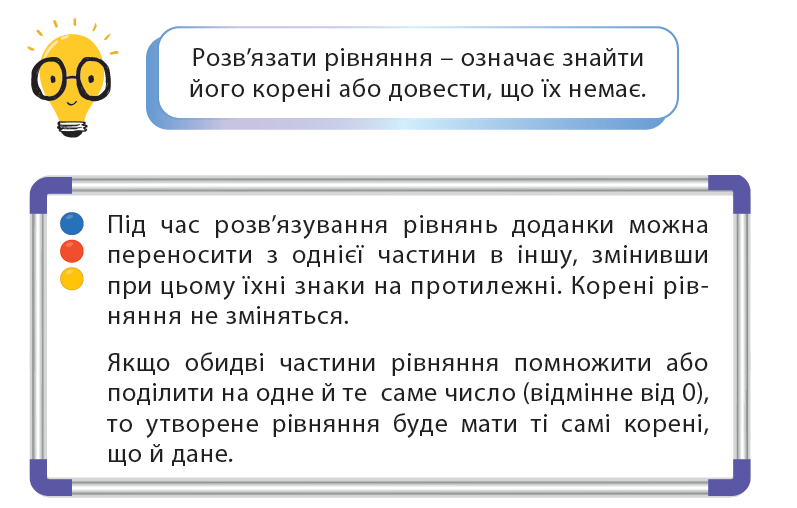 Розв’язати рівняння – означає знайти
його корені або довести, що їх немає.
Під час розв’язування рівнянь доданки можна
переносити з однієї частини в іншу, змінивши
при цьому їхні знаки на протилежні. Корені рів-
няння не зміняться.
Якщо обидві частини рівняння помножити або
поділити на одне й те саме число (відмінне від 0),
то утворене рівняння буде мати ті самі корені,
що й дане.